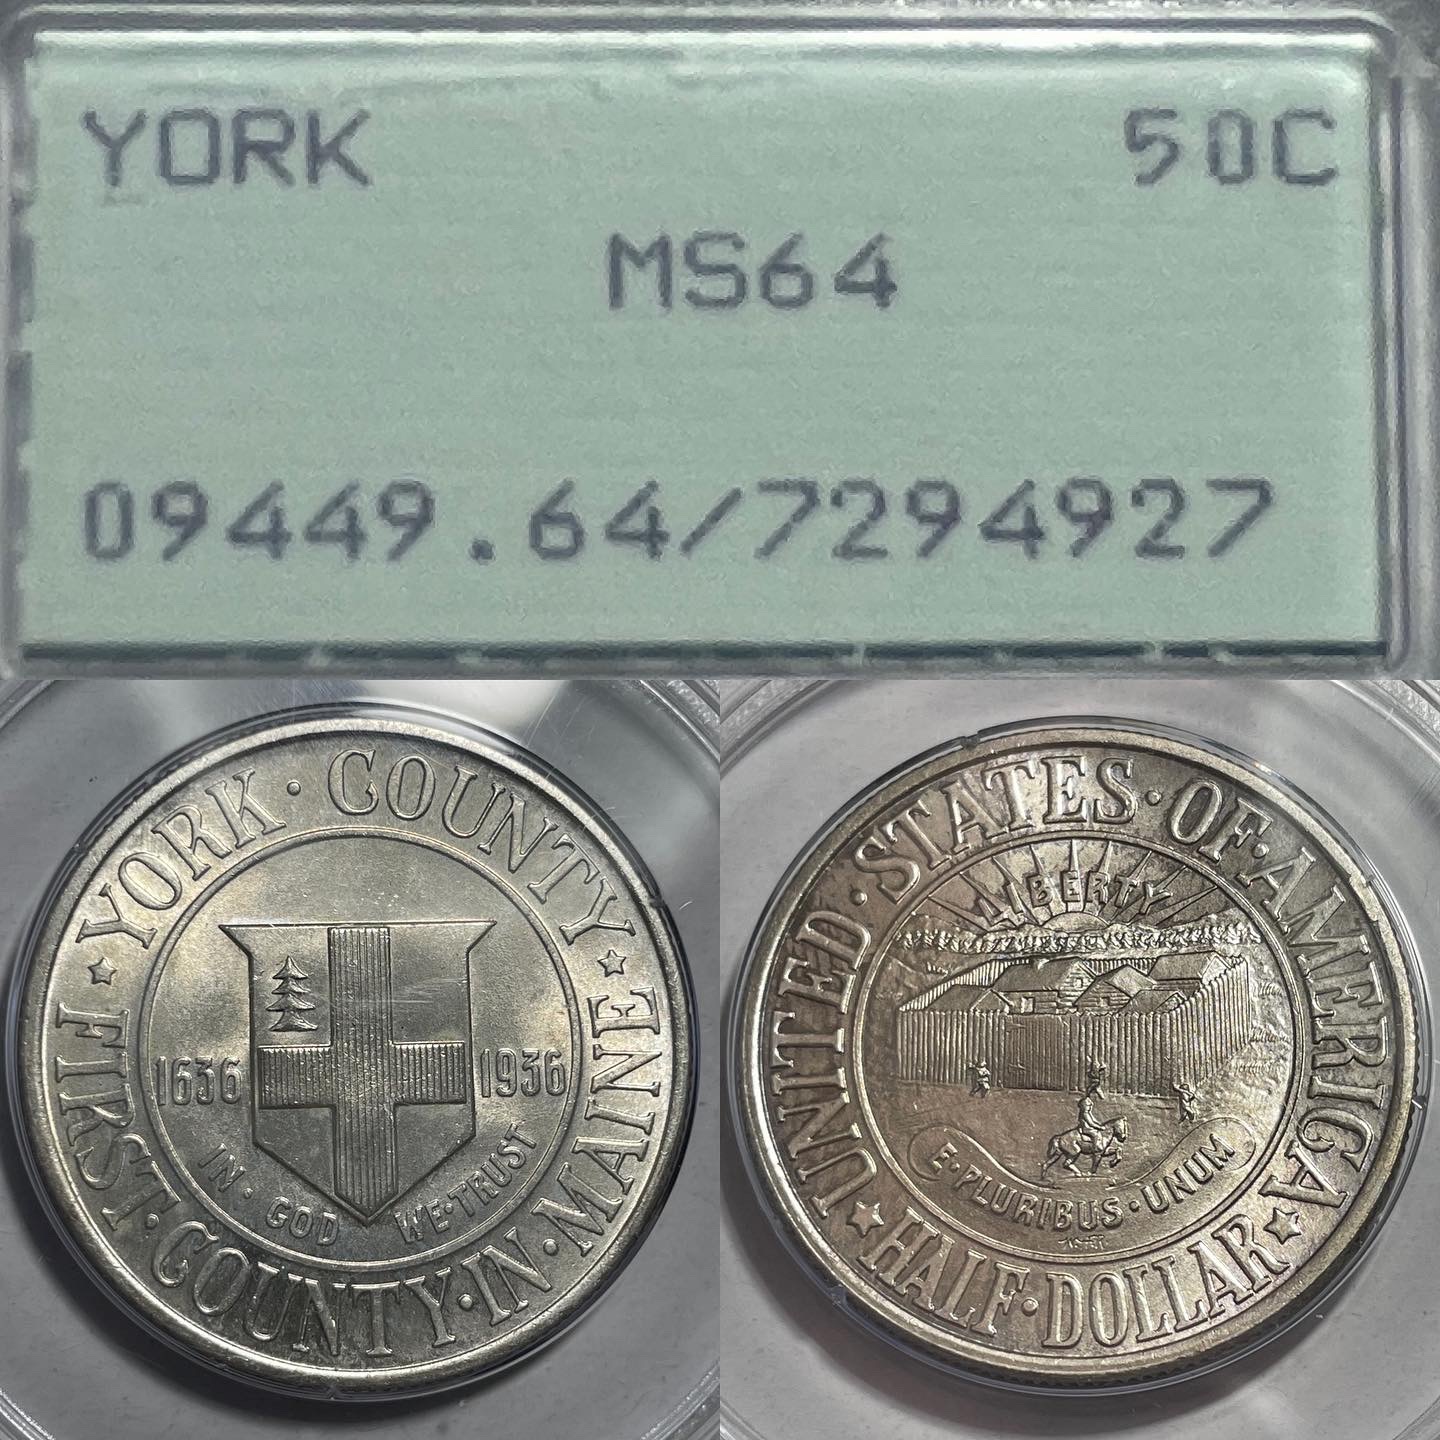 YORK 50C
MS64
09449.64/7294927
YORK · COUNTY
FIRST · COUNTY · IN · MAINE
1636 1936
IN · GOD WE · TRUST
UNITED · STATES · OF · AMERICA
LIBERTY
E · PLURIBUS · UNUM
HALF · DOLLAR